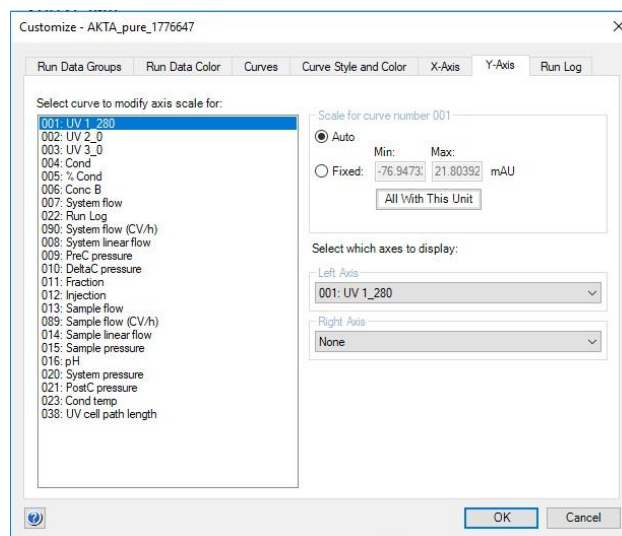 Customize - AKTA_pure_1776647
Run Data Groups Run Data Color Curves Curve Style and Color X-Axis Y-Axis Run Log
Select curve to modify axis scale for:
001: UV 1_280
002: UV 2_0
003: UV 3_0
004: Cond
005: % Cond
006: Conc B
007: System flow
022: Run Log
090: System flow (CV/h)
008: System linear flow
009: PreC pressure
010: DeltaC pressure
011: Fraction
012: Injection
013: Sample flow
089: Sample flow (CV/h)
014: Sample linear flow
015: Sample pressure
016: pH
020: System pressure
021: PostC pressure
023: Cond temp
038: UV cell path length
Scale for curve number 001
Auto
Min: Max:
Fixed: -76.9473 21.80392 mAU
All With This Unit
Select which axes to display:
Left Axis
001: UV 1_280
Right Axis
None
OK Cancel